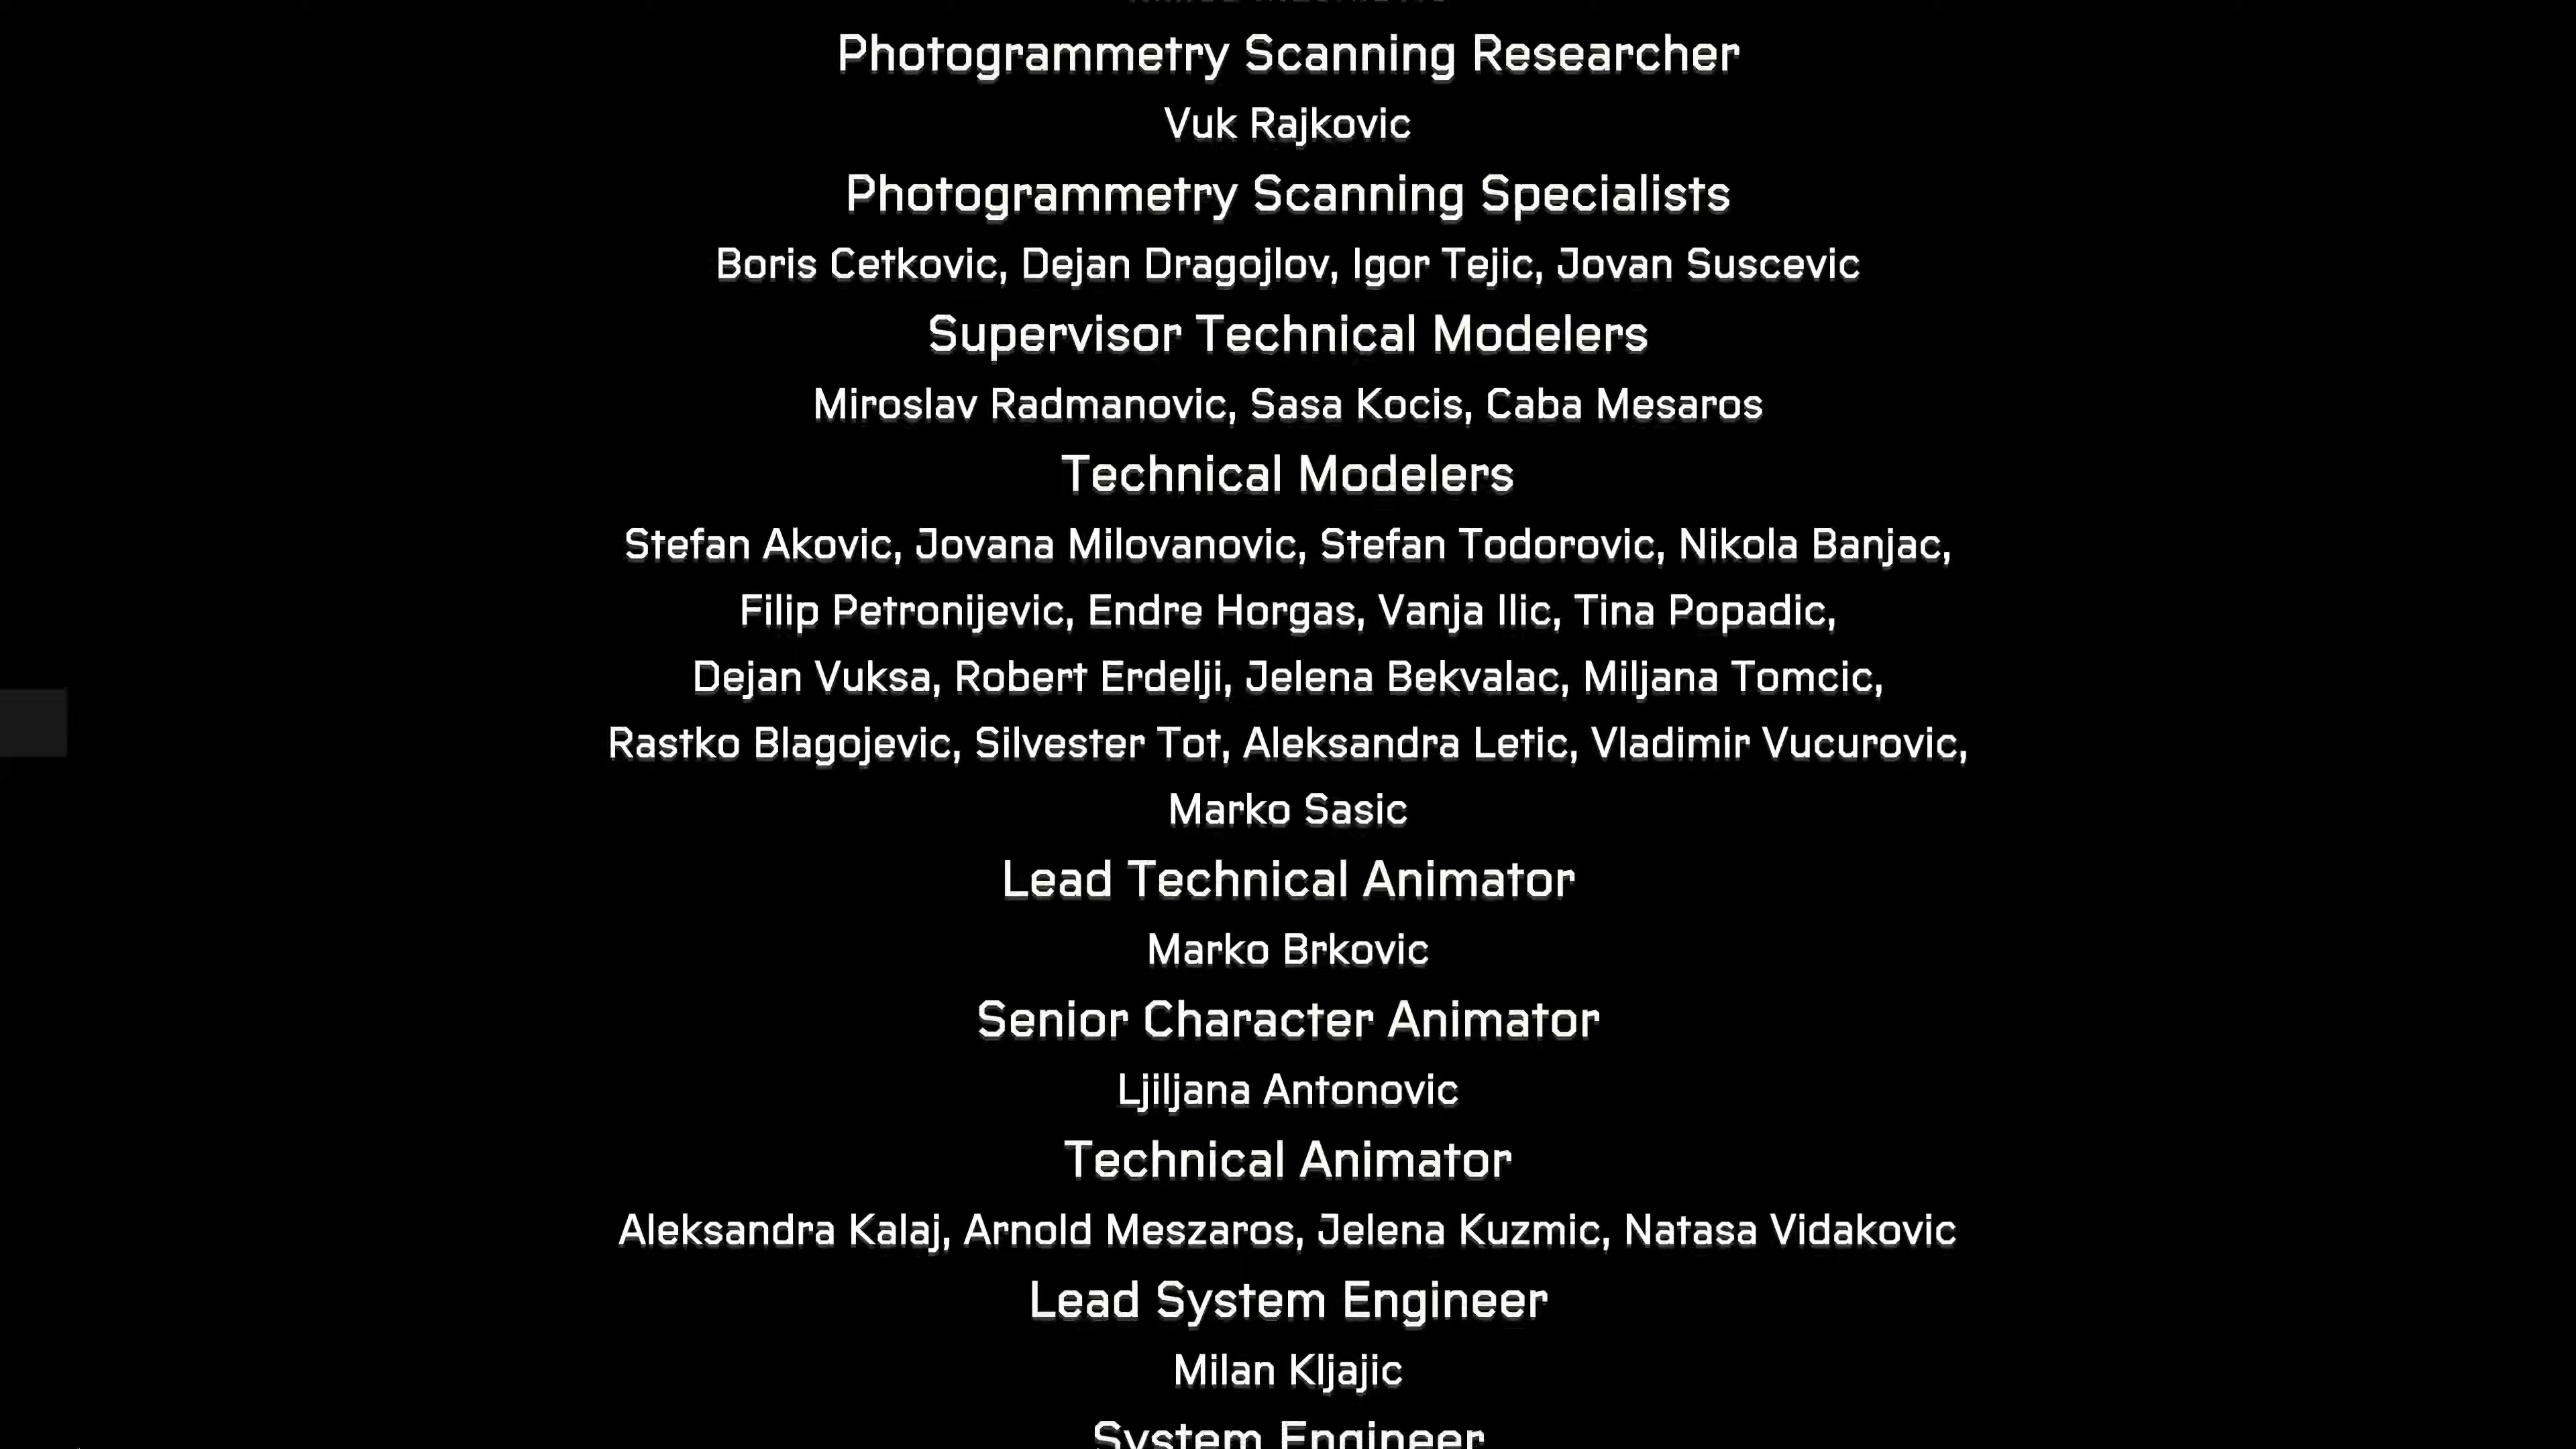 Photogrammetry Scanning Researcher
Vuk Rajkovic
Photogrammetry Scanning Specialists
Boris Cetkovic, Dejan Dragojlov, Igor Tejic, Jovan Suscevic
Supervisor Technical Modelers
Miroslav Radmanovic, Sasa Kocis, Caba Mesaros
Technical Modelers
Stefan Akovic, Jovana Milovanovic, Stefan Todorovic, Nikola Banjac,
Filip Petronijevic, Endre Horgas, Vanja Ilic, Tina Popadic,
Dejan Vuksa, Robert Erdelji, Jelena Bekvalac, Miljana Tomcic,
Rastko Blagojevic, Silvester Tot, Aleksandra Letic, Vladimir Vucurovic,
Marko Sasic
Lead Technical Animator
Marko Brkovic
Senior Character Animator
Ljiljana Antonovic
Technical Animator
Aleksandra Kalaj, Arnold Meszaros, Jelena Kuzmic, Natasa Vidakovic
Lead System Engineer
Milan Kljajic
System Engineer